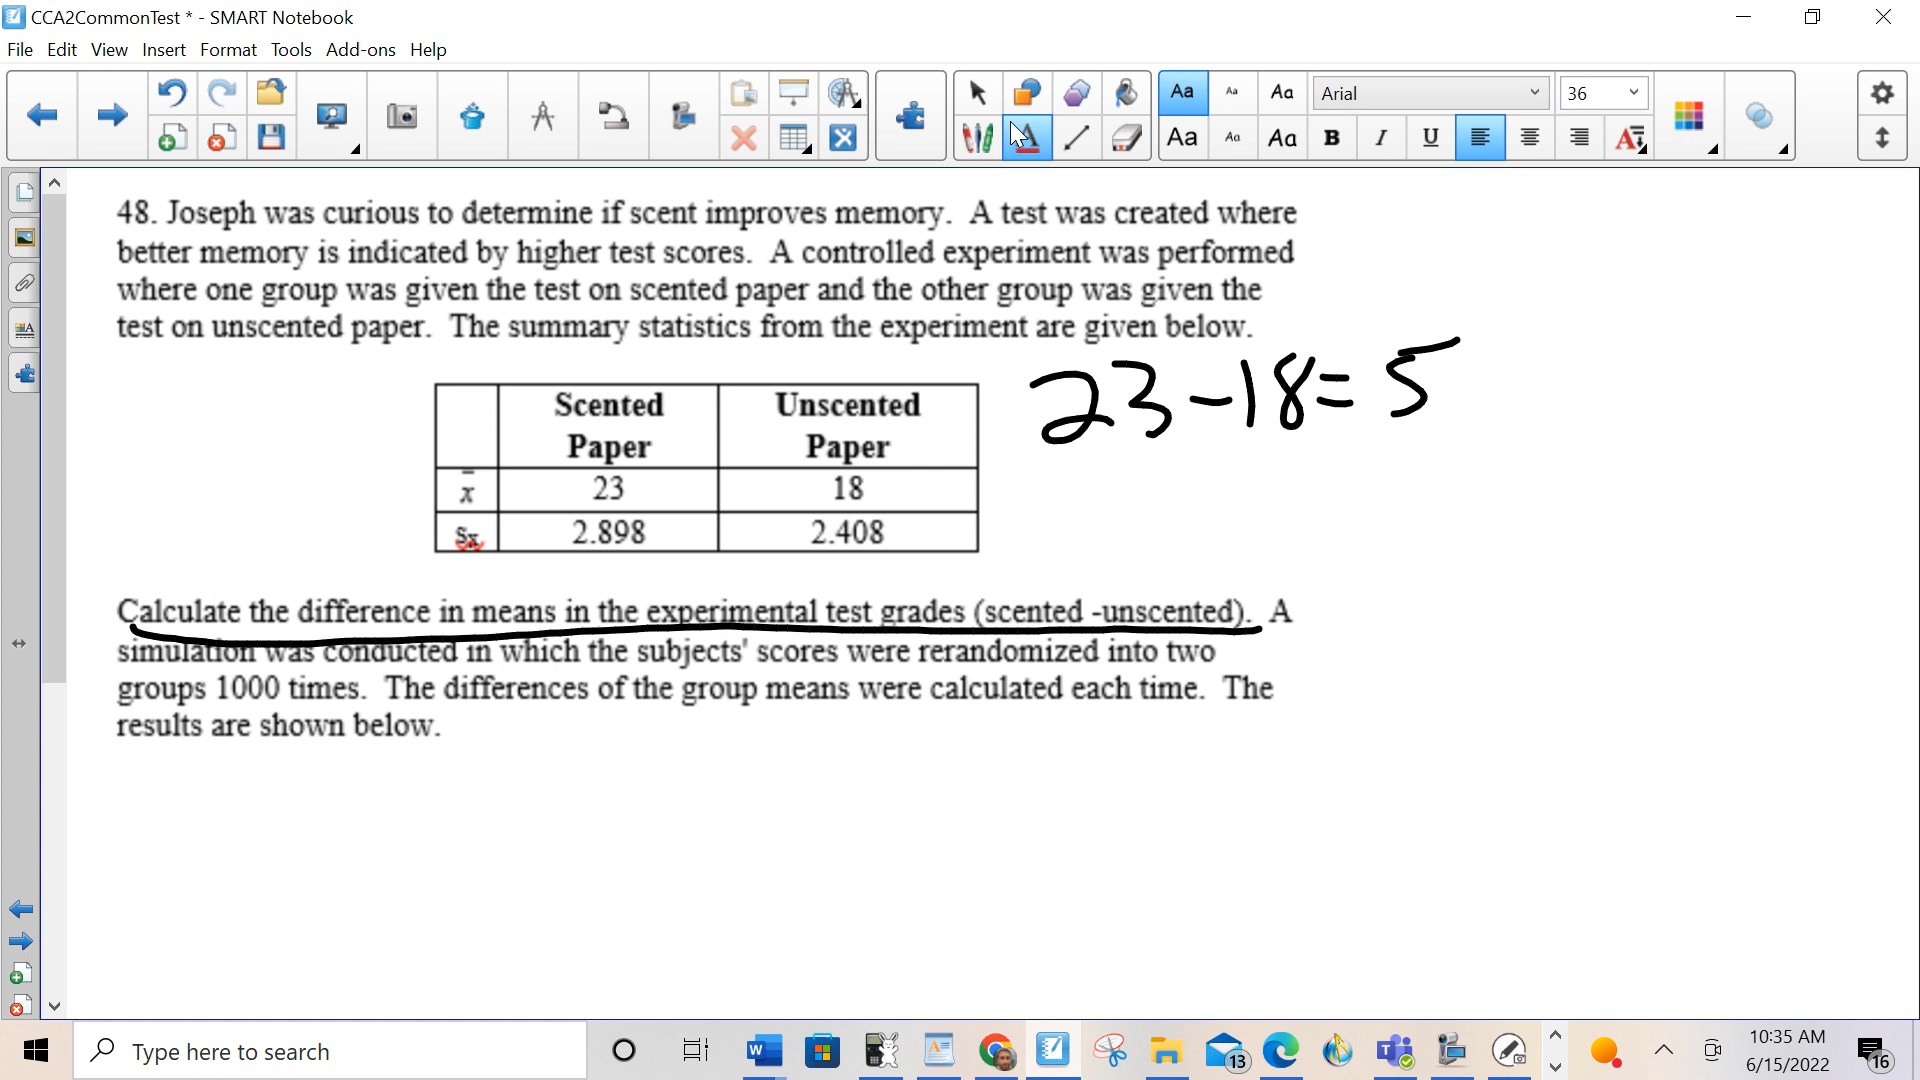 CCA2CommonTest * - SMART Notebook
File Edit View Insert Format Tools Add-ons Help
Aa Aa Aa Arial 36
Aa Aa Aa B I U
48. Joseph was curious to determine if scent improves memory. A test was created where
better memory is indicated by higher test scores. A controlled experiment was performed
where one group was given the test on scented paper and the other group was given the
test on unscented paper. The summary statistics from the experiment are given below.
23-18=5
Scented Paper Unscented Paper
x̄ 23 18
Sx 2.898 2.408
Calculate the difference in means in the experimental test grades (scented -unscented). A
simulation was conducted in which the subjects' scores were rerandomized into two
groups 1000 times. The differences of the group means were calculated each time. The
results are shown below.
Type here to search
13
10:35 AM
6/15/2022
16